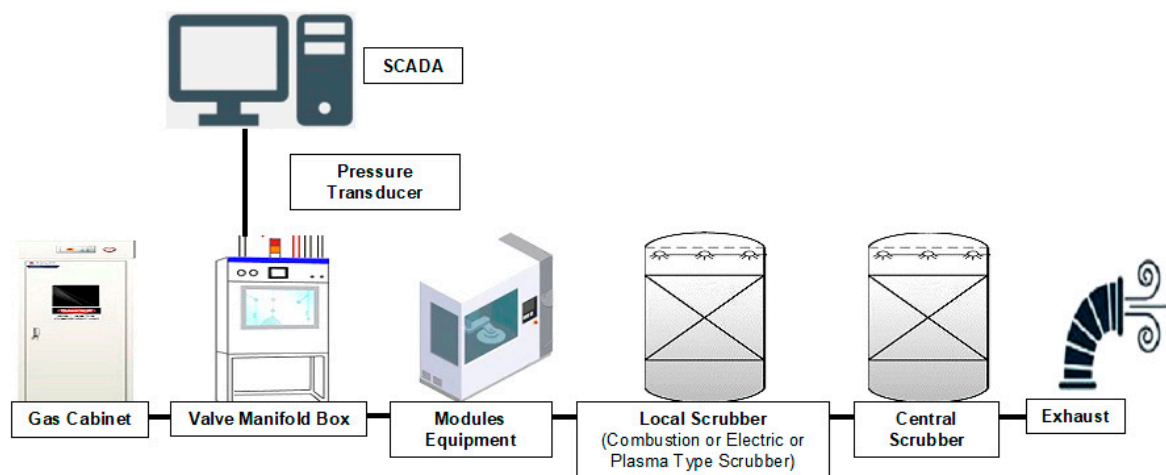 SCADA
Pressure
Transducer
Gas Cabinet
Valve Manifold Box
Modules
Equipment
Local Scrubber
(Combustion or Electric or
Plasma Type Scrubber)
Central
Scrubber
Exhaust